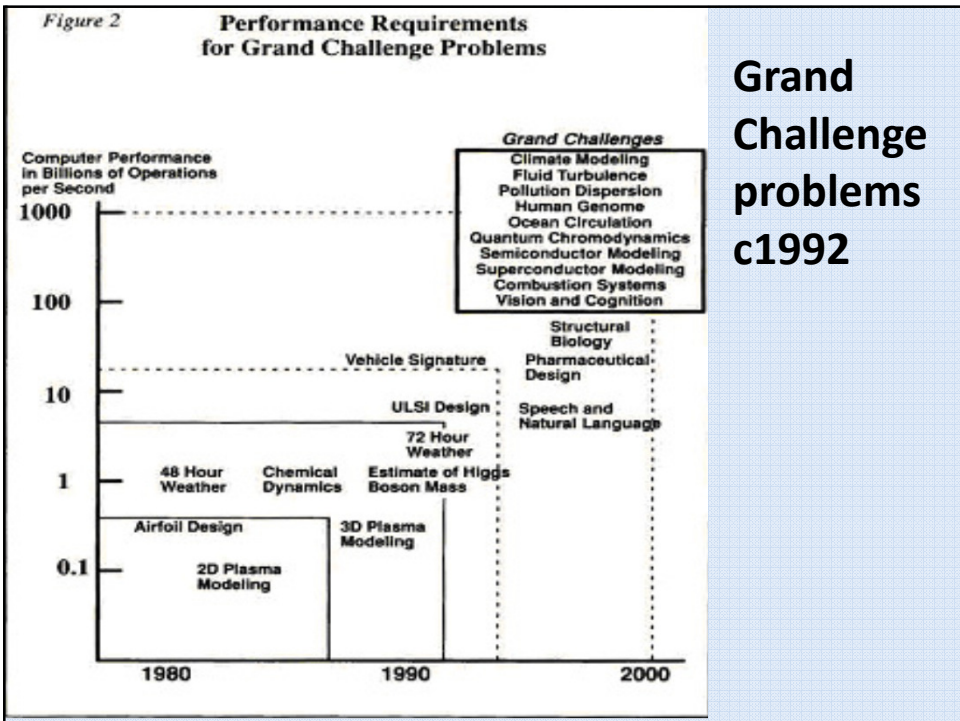 Figure 2
Performance Requirements
for Grand Challenge Problems
Grand
Challenge
problems
c1992
Grand Challenges
Climate Modeling
Fluid Turbulence
Pollution Dispersion
Human Genome
Ocean Circulation
Quantum Chromodynamics
Semiconductor Modeling
Superconductor Modeling
Combustion Systems
Vision and Cognition
Computer Performance
in Billions of Operations
per Second
1000
100
Structural
Biology
Vehicle Signature
Pharmaceutical
Design
10
ULSI Design
Speech and
Natural Language
72 Hour
Weather
1
48 Hour
Weather
Chemical
Dynamics
Estimate of Higgs
Boson Mass
Airfoil Design
3D Plasma
Modeling
0.1
2D Plasma
Modeling
1980
1990
2000